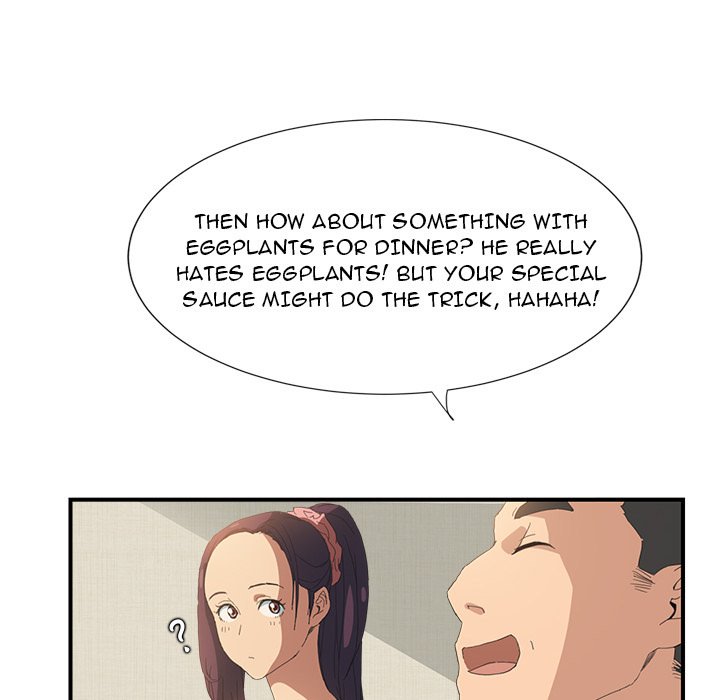 THEN HOW ABOUT SOMETHING WITH
EGGPLANTS FOR DINNER? HE REALLY
HATES EGGPLANTS! BUT YOUR SPECIAL
SAUCE MIGHT DO THE TRICK, HAHAHA!
?